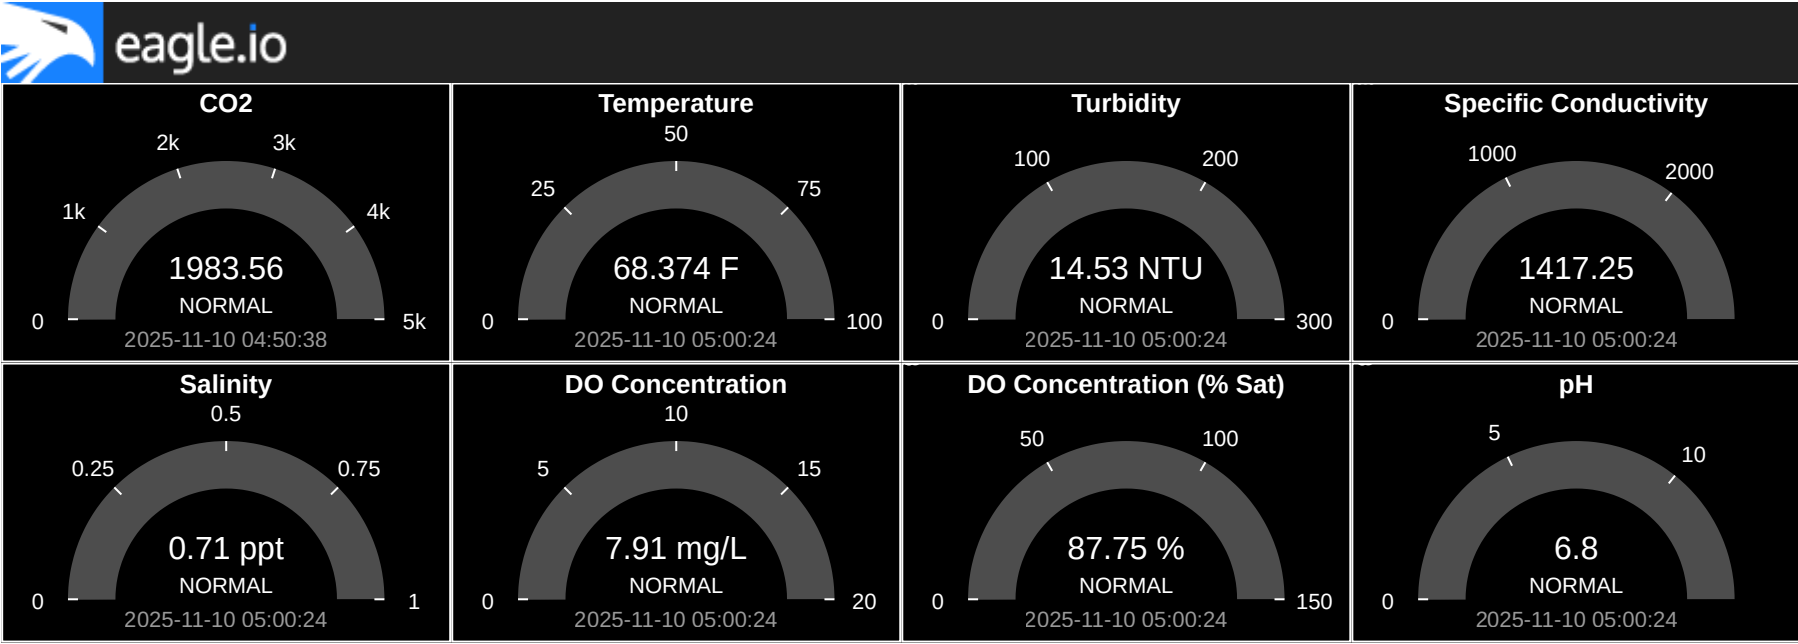 eagle.io
CO2
2k 3k
1k 4k
1983.56
NORMAL
0 5k
2025-11-10 04:50:38
Temperature
50
25 75
68.374 F
NORMAL
0 100
2025-11-10 05:00:24
Turbidity
100 200
14.53 NTU
NORMAL
0 300
2025-11-10 05:00:24
Specific Conductivity
1000 2000
1417.25
NORMAL
0
2025-11-10 05:00:24
Salinity
0.5
0.25 0.75
0.71 ppt
NORMAL
0 1
2025-11-10 05:00:24
DO Concentration
10
5 15
7.91 mg/L
NORMAL
0 20
2025-11-10 05:00:24
DO Concentration (% Sat)
50 100
87.75 %
NORMAL
0 150
2025-11-10 05:00:24
pH
5 10
6.8
NORMAL
0
2025-11-10 05:00:24